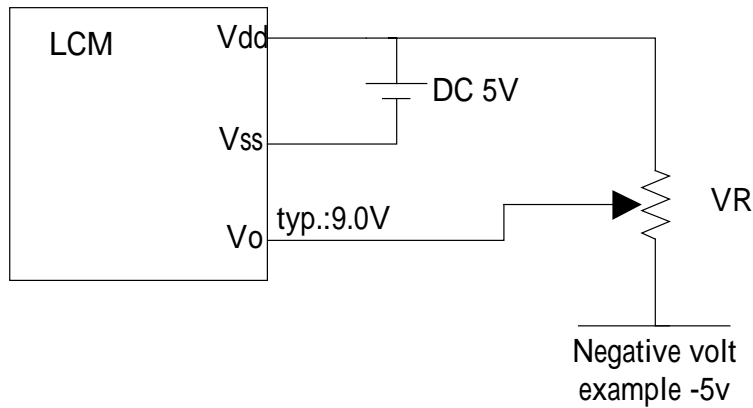 LCM
Vdd
DC 5V
Vss
typ.:9.0V
Vo
VR
Negative volt
example -5v